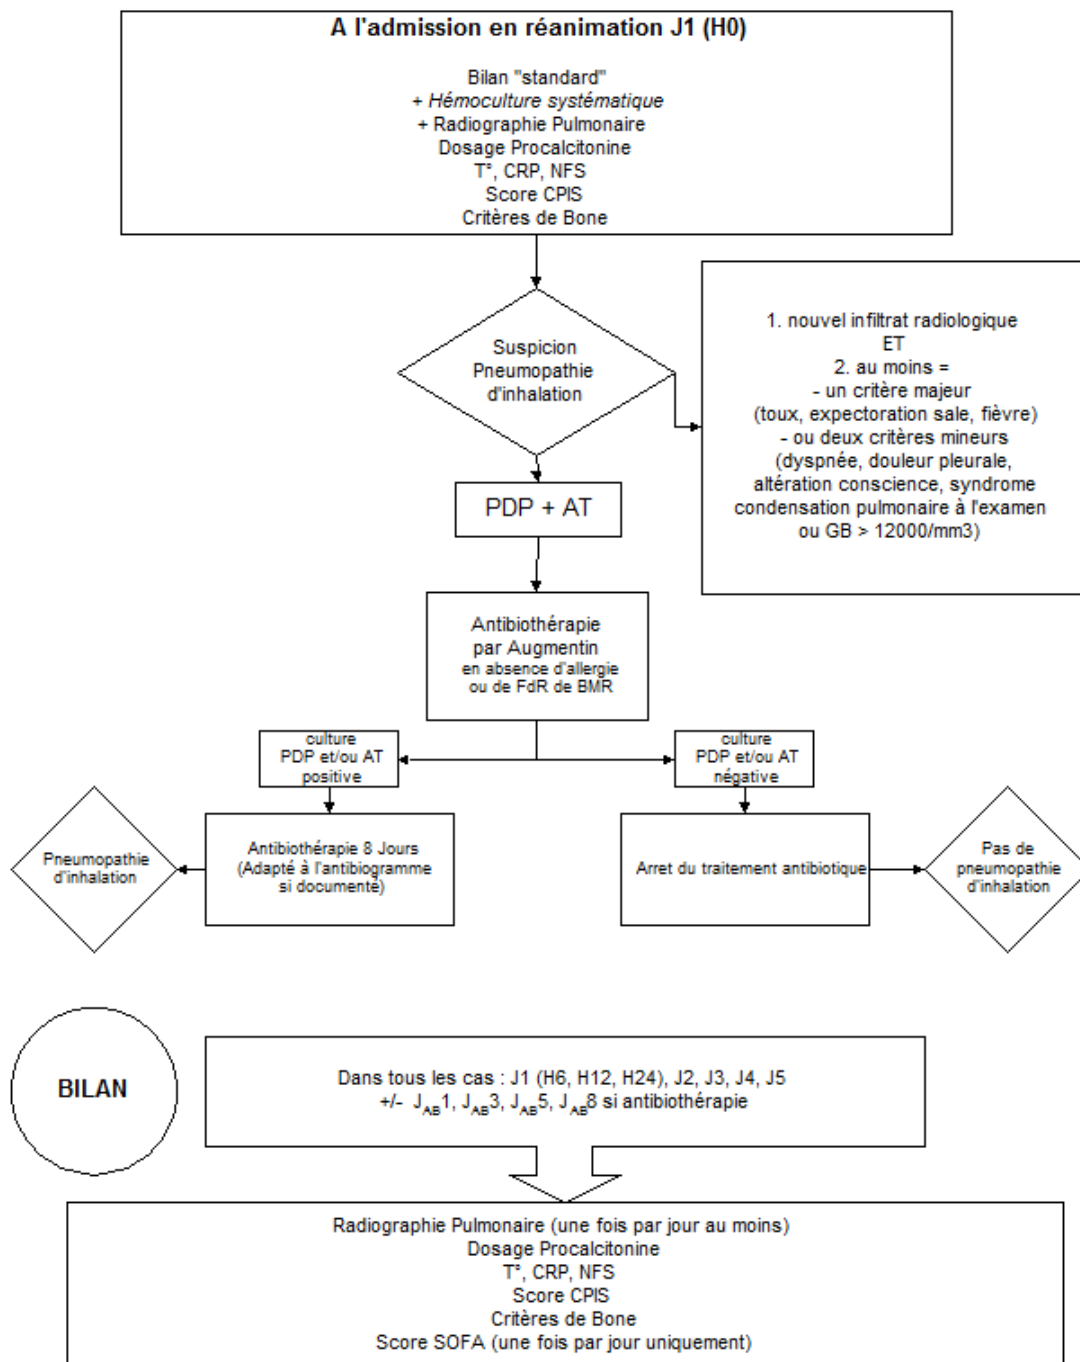 A l'admission en réanimation J1 (H0)
Bilan "standard"
+ Hémoculture systématique
+ Radiographie Pulmonaire
Dosage Procalcitonine
T°, CRP, NFS
Score CPIS
Critères de Bone
Suspicion
Pneumopathie
d'inhalation
1. nouvel infiltrat radiologique
ET
2. au moins =
- un critère majeur
(toux, expectoration sale, fièvre)
- ou deux critères mineurs
(dyspnée, douleur pleurale,
altération conscience, syndrome
condensation pulmonaire à l'examen
ou GB > 12000/mm3)
PDP + AT
Antibiothérapie
par Augmentin
en absence d'allergie
ou de FdR de BMR
culture
PDP et/ou AT
positive
culture
PDP et/ou AT
négative
Pneumopathie
d'inhalation
Antibiothérapie 8 Jours
(Adapté à l'antibiogramme
si documenté)
Arret du traitement antibiotique
Pas de
pneumopathie
d'inhalation
BILAN
Dans tous les cas : J1 (H6, H12, H24), J2, J3, J4, J5
+/- JAB1, JAB3, JAB5, JAB8 si antibiothérapie
Radiographie Pulmonaire (une fois par jour au moins)
Dosage Procalcitonine
T°, CRP, NFS
Score CPIS
Critères de Bone
Score SOFA (une fois par jour uniquement)